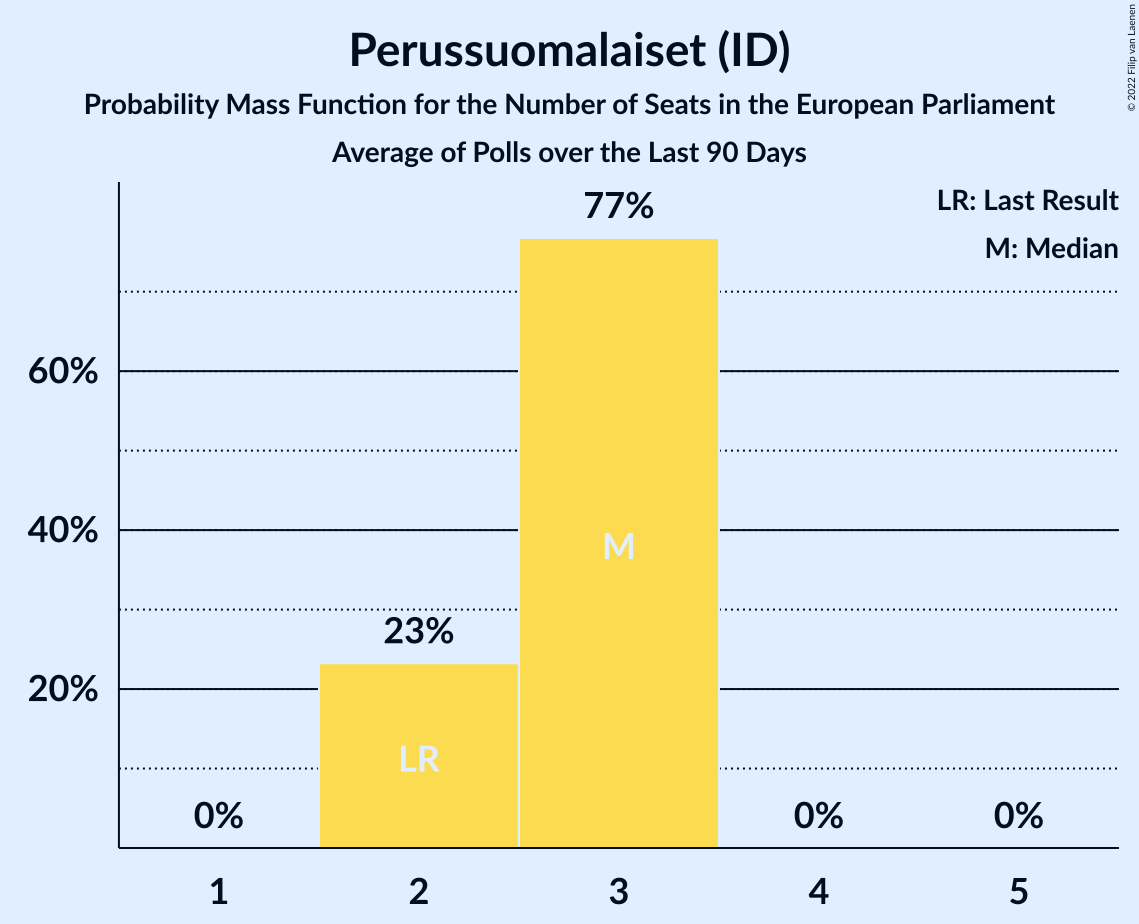 Perussuomalaiset (ID)
Probability Mass Function for the Number of Seats in the European Parliament
Average of Polls over the Last 90 Days
© 2022 Filip van Laenen
LR: Last Result
M: Median
77%
60%
40%
M
23%
20%
LR
0%
0%
0%
1
2
3
4
5